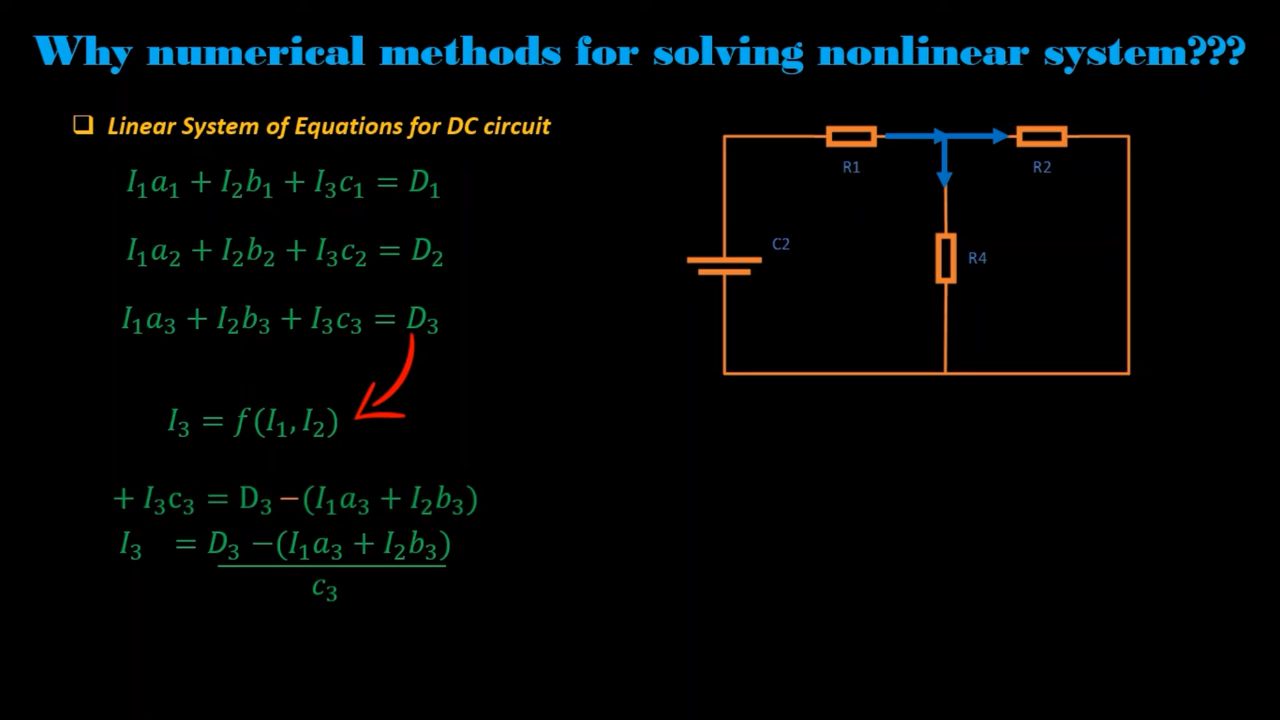 Why numerical methods for solving nonlinear system???
❑ Linear System of Equations for DC circuit
I₁a₁ + I₂b₁ + I₃c₁ = D₁
I₁a₂ + I₂b₂ + I₃c₂ = D₂
I₁a₃ + I₂b₃ + I₃c₃ = D₃
I₃ = f(I₁, I₂)
+ I₃c₃ = D₃ −(I₁a₃ + I₂b₃)
I₃ = D₃ −(I₁a₃ + I₂b₃)
c₃
R1
R2
C2
R4